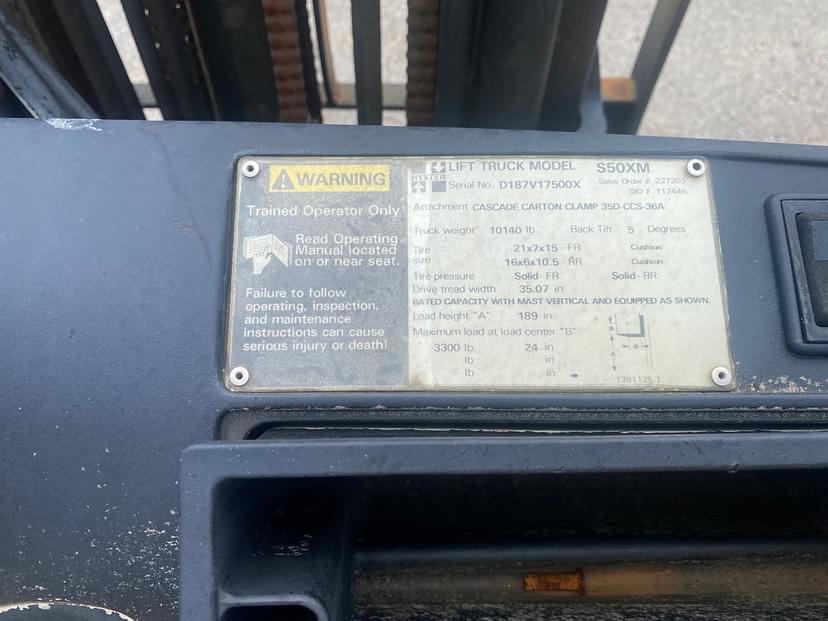 WARNING
Trained Operator Only
Read Operating
Manual located
on or near seat.
Failure to follow
operating, inspection,
and maintenance
instructions can cause
serious injury or death!
HYSTER
LIFT TRUCK MODEL S50XM
Serial No. D187V17500X Sales Order # 227203
SIO # 117446
Attachment CASCADE CARTON CLAMP 35D-CCS-36A
Truck weight 10140 lb Back Tilt 5 Degrees
Tire 21x7x15 - FR Cushion
size 16x6x10.5 - RR Cushion
Tire pressure Solid - FR Solid - RR
Drive tread width 35.07 in
RATED CAPACITY WITH MAST VERTICAL AND EQUIPPED AS SHOWN.
Load height "A" 189 in
Maximum load at load center "B"
3300 lb 24 in
lb in
lb in
A
B
1381125.1